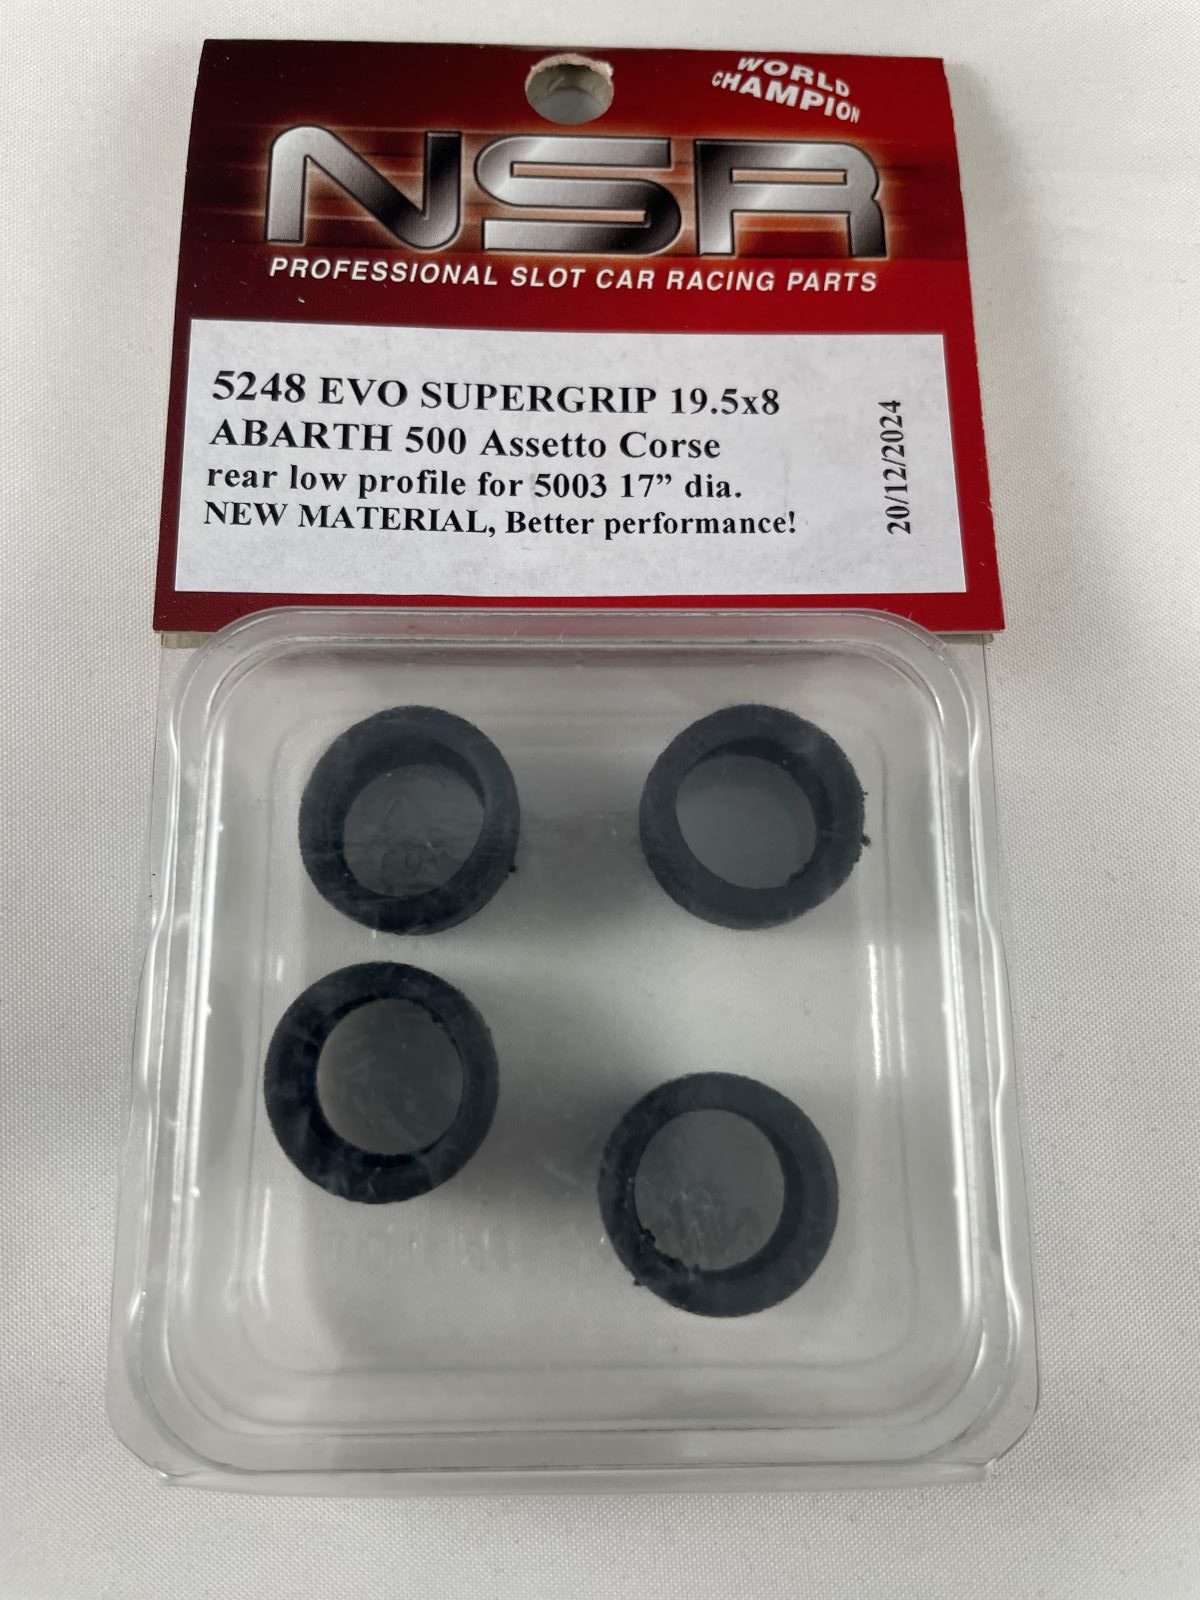 WORLD
CHAMPION
NSR
PROFESSIONAL SLOT CAR RACING PARTS
5248 EVO SUPERGRIP 19.5x8
ABARTH 500 Assetto Corse
rear low profile for 5003 17” dia.
NEW MATERIAL, Better performance!
20/12/2024